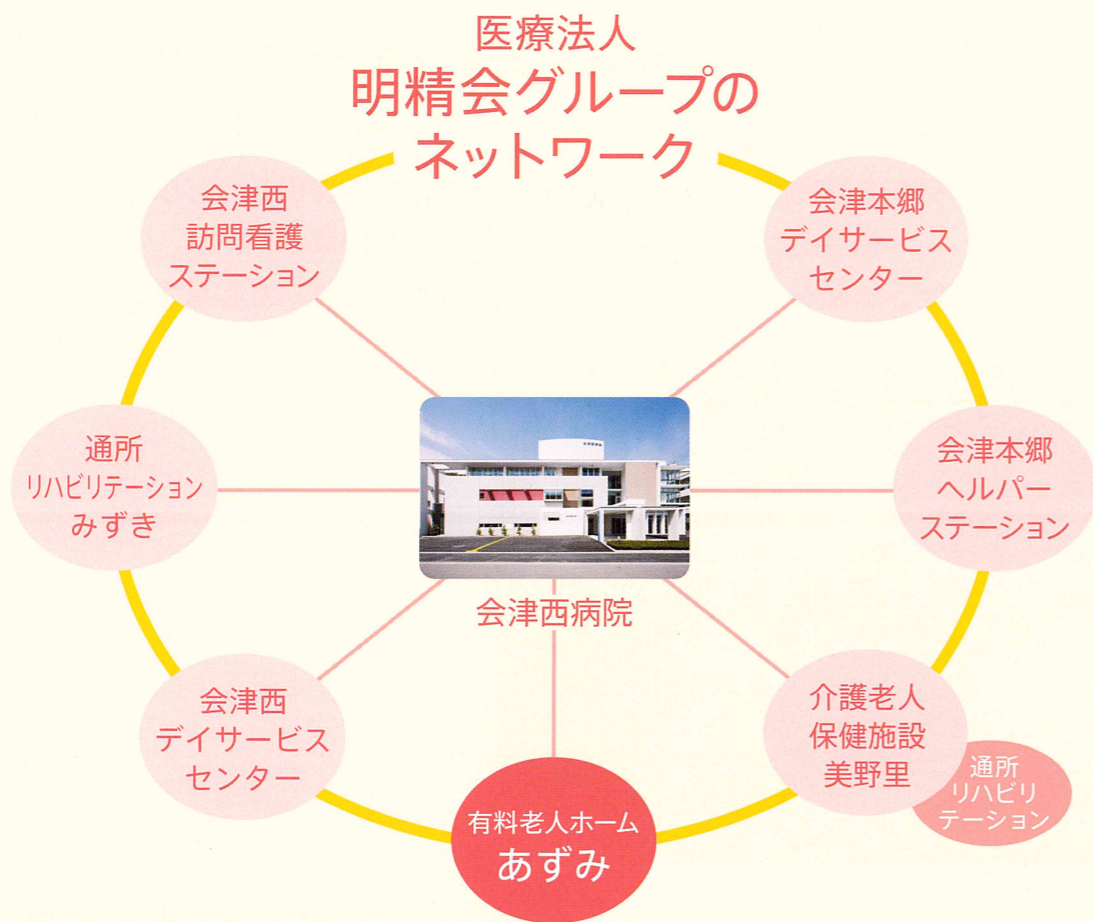 医療法人
明精会グループの
ネットワーク
会津西
訪問看護
ステーション
会津本郷
デイサービス
センター
通所
リハビリテーション
みずき
会津本郷
ヘルパー
ステーション
会津西病院
会津西
デイサービス
センター
介護老人
保健施設
美野里
通所
リハビリ
テーション
有料老人ホーム
あずみ